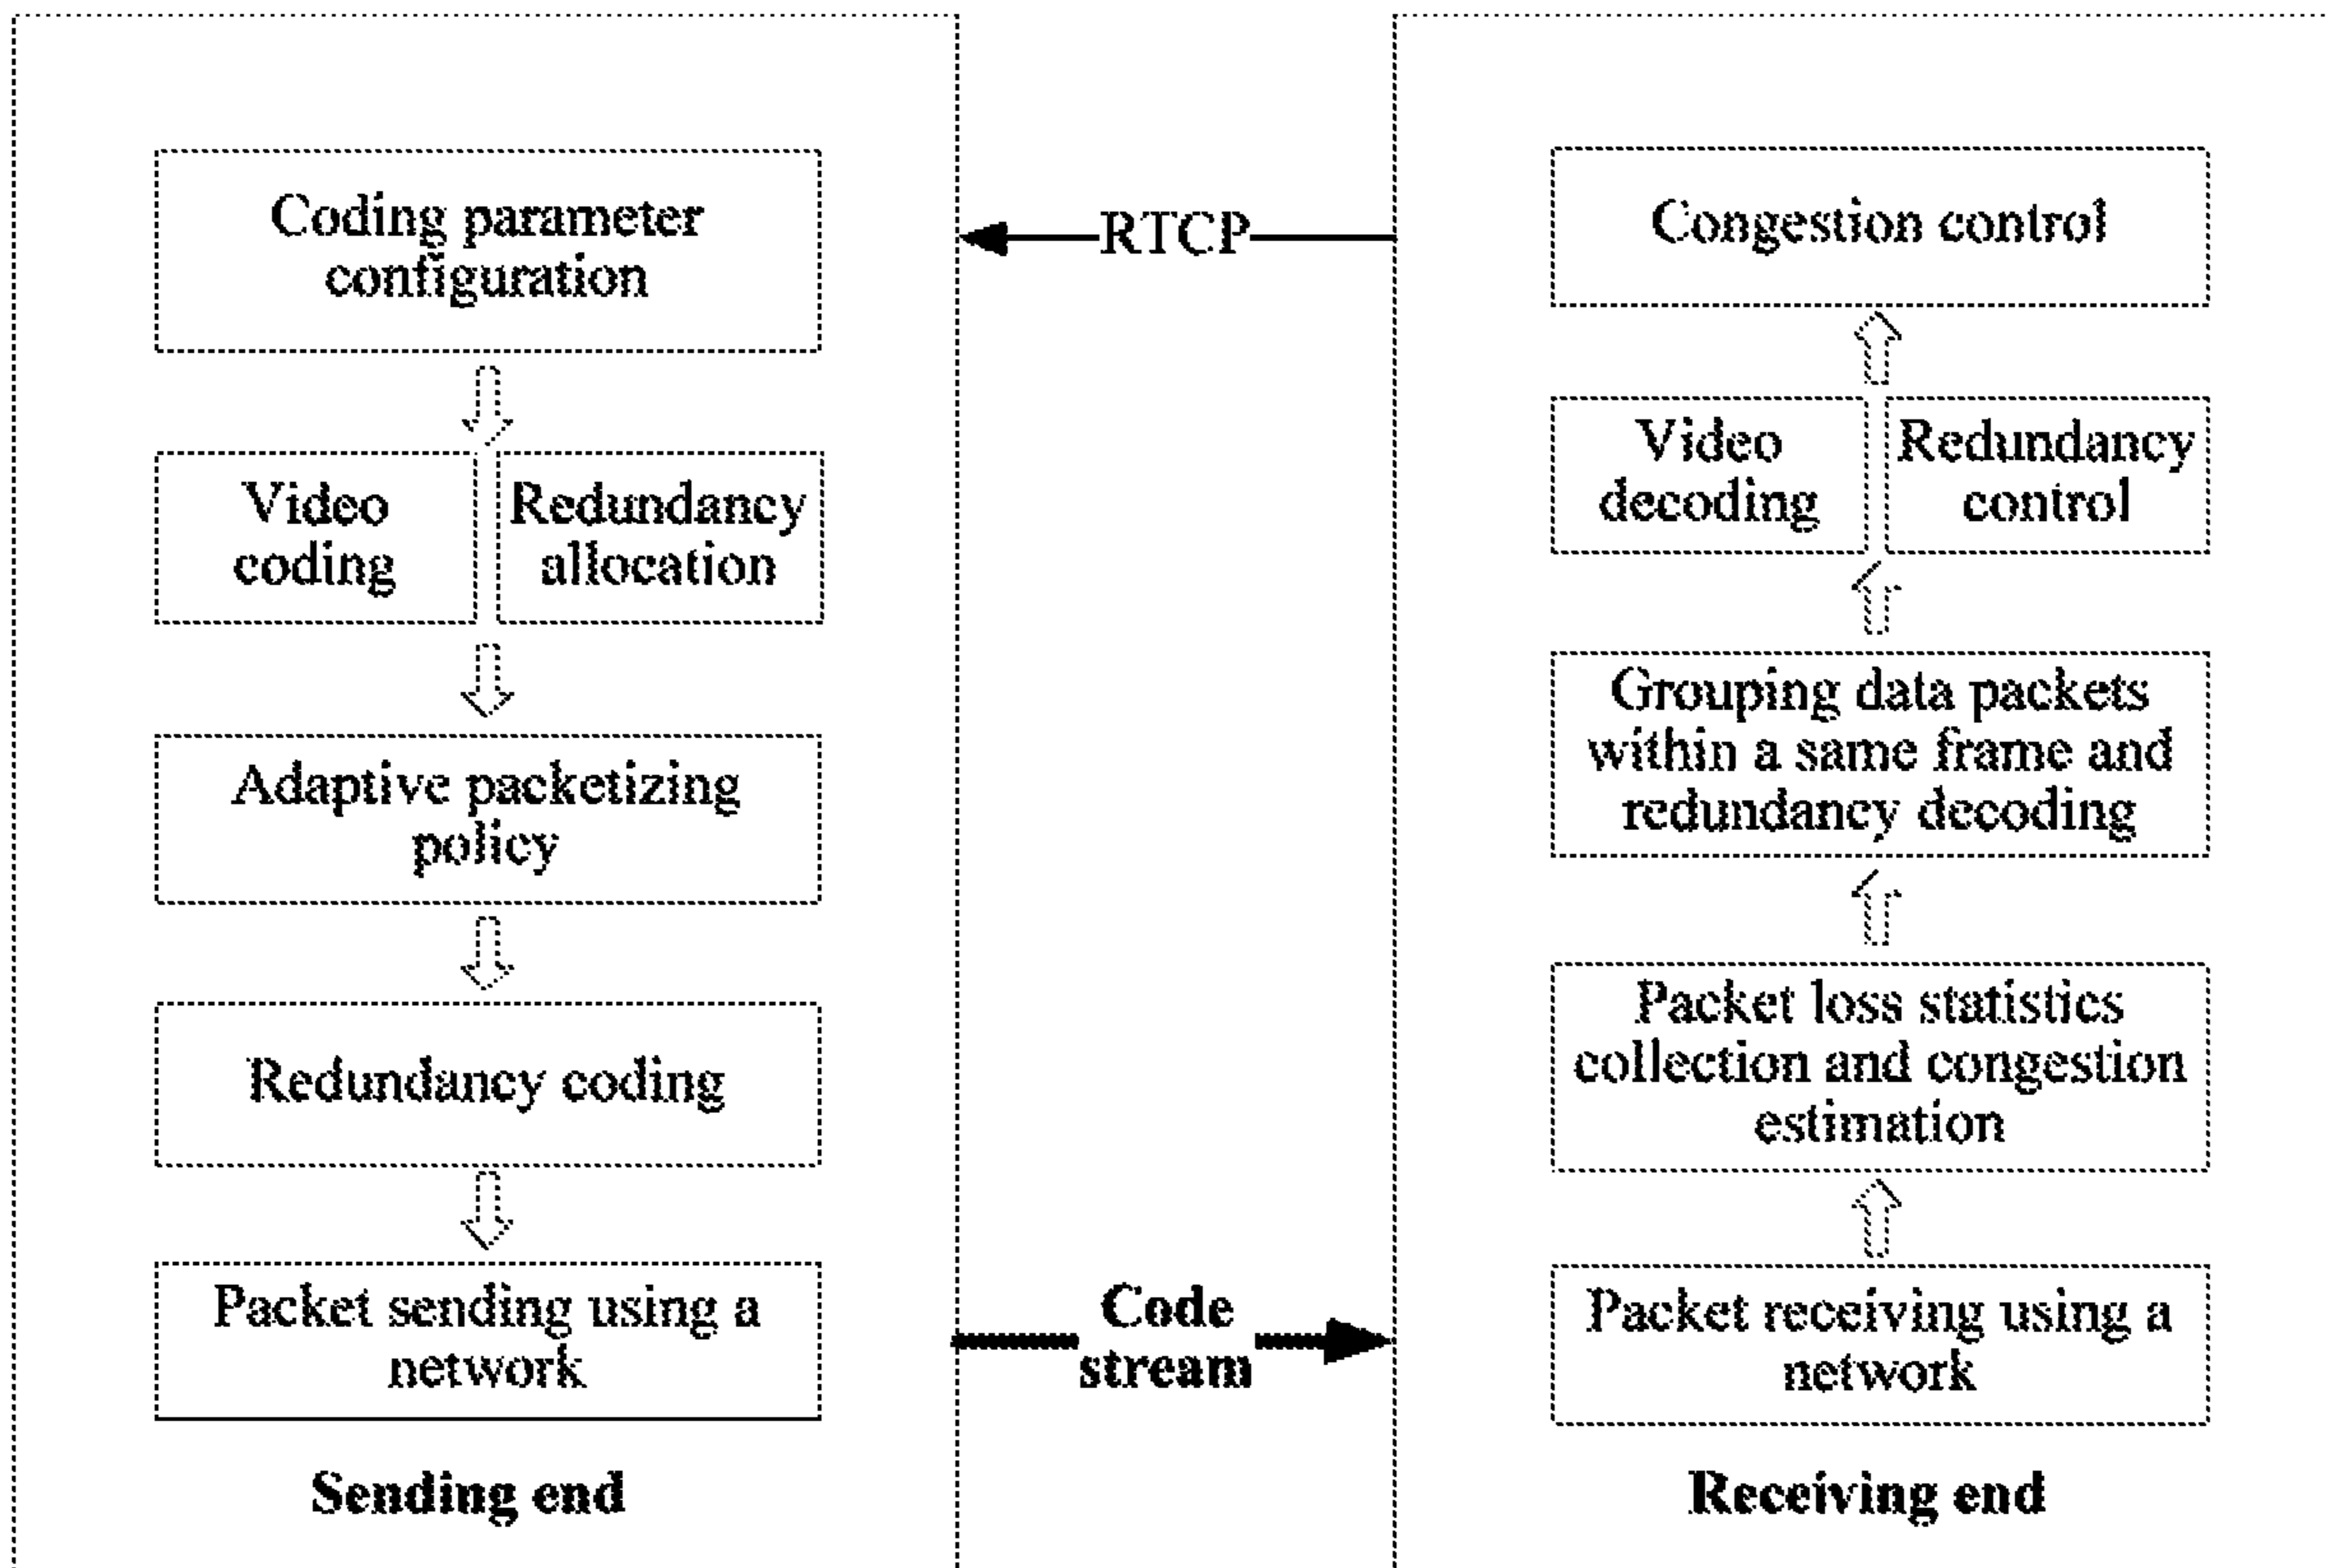 Coding parameter
configuration
Video
coding
Redundancy
allocation
Adaptive packetizing
policy
Redundancy coding
Packet sending using a
network
Sending end
RTCP
Code
stream
Congestion control
Video
decoding
Redundancy
control
Grouping data packets
within a same frame and
redundancy decoding
Packet loss statistics
collection and congestion
estimation
Packet receiving using a
network
Receiving end